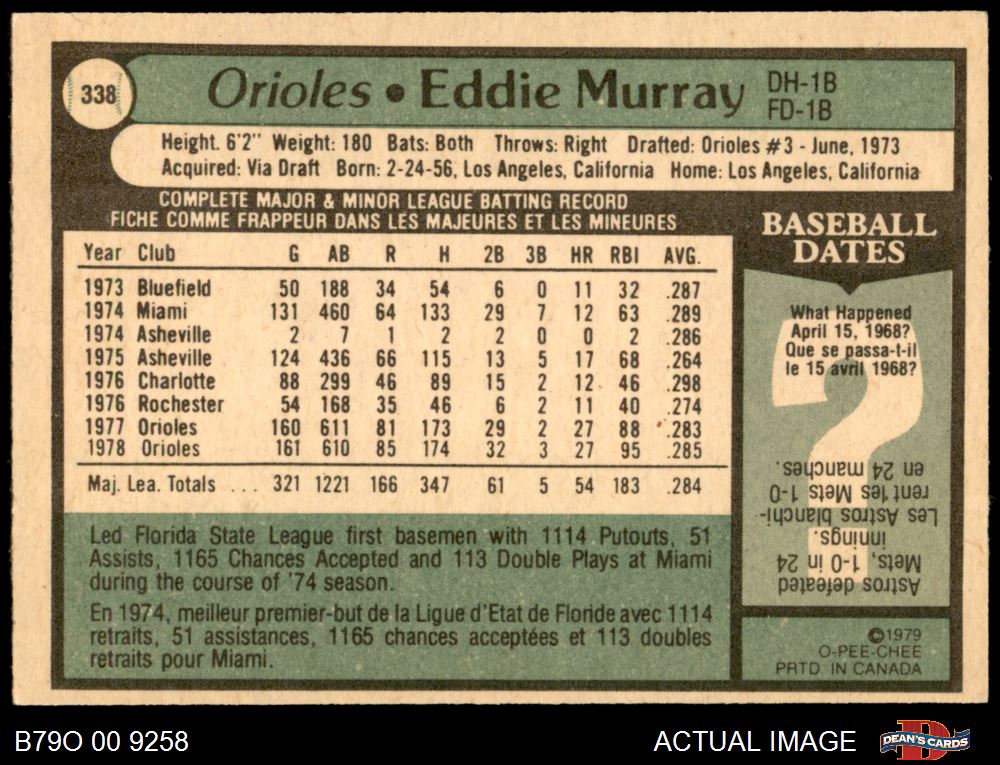 338
Orioles • Eddie Murray DH-1B
FD-1B
Height. 6'2" Weight: 180 Bats: Both Throws: Right Drafted: Orioles #3 - June, 1973
Acquired: Via Draft Born: 2-24-56, Los Angeles, California Home: Los Angeles, California
COMPLETE MAJOR & MINOR LEAGUE BATTING RECORD
FICHE COMME FRAPPEUR DANS LES MAJEURES ET LES MINEURES
Year Club G AB R H 2B 3B HR RBI AVG.
1973 Bluefield 50 188 34 54 6 0 11 32 .287
1974 Miami 131 460 64 133 29 7 12 63 .289
1974 Asheville 2 7 1 2 2 0 0 2 .286
1975 Asheville 124 436 66 115 13 5 17 68 .264
1976 Charlotte 88 299 46 89 15 2 12 46 .298
1976 Rochester 54 168 35 46 6 2 11 40 .274
1977 Orioles 160 611 81 173 29 2 27 88 .283
1978 Orioles 161 610 85 174 32 3 27 95 .285
Maj. Lea. Totals ... 321 1221 166 347 61 5 54 183 .284
Led Florida State League first basemen with 1114 Putouts, 51
Assists, 1165 Chances Accepted and 113 Double Plays at Miami
during the course of '74 season.
En 1974, meilleur premier-but de la Ligue d'Etat de Floride avec 1114
retraits, 51 assistances, 1165 chances acceptées et 113 doubles
retraits pour Miami.
BASEBALL
DATES
What Happened
April 15, 1968?
Que se passa-t-il
le 15 avril 1968?
Astros defeated
Mets, 1-0 in 24
innings.
Les Astros blanchi-
rent les Mets 1-0
en 24 manches.
©1979
O-PEE-CHEE
PRTD. IN CANADA
B79O 00 9258
ACTUAL IMAGE
D
DEAN'S CARDS